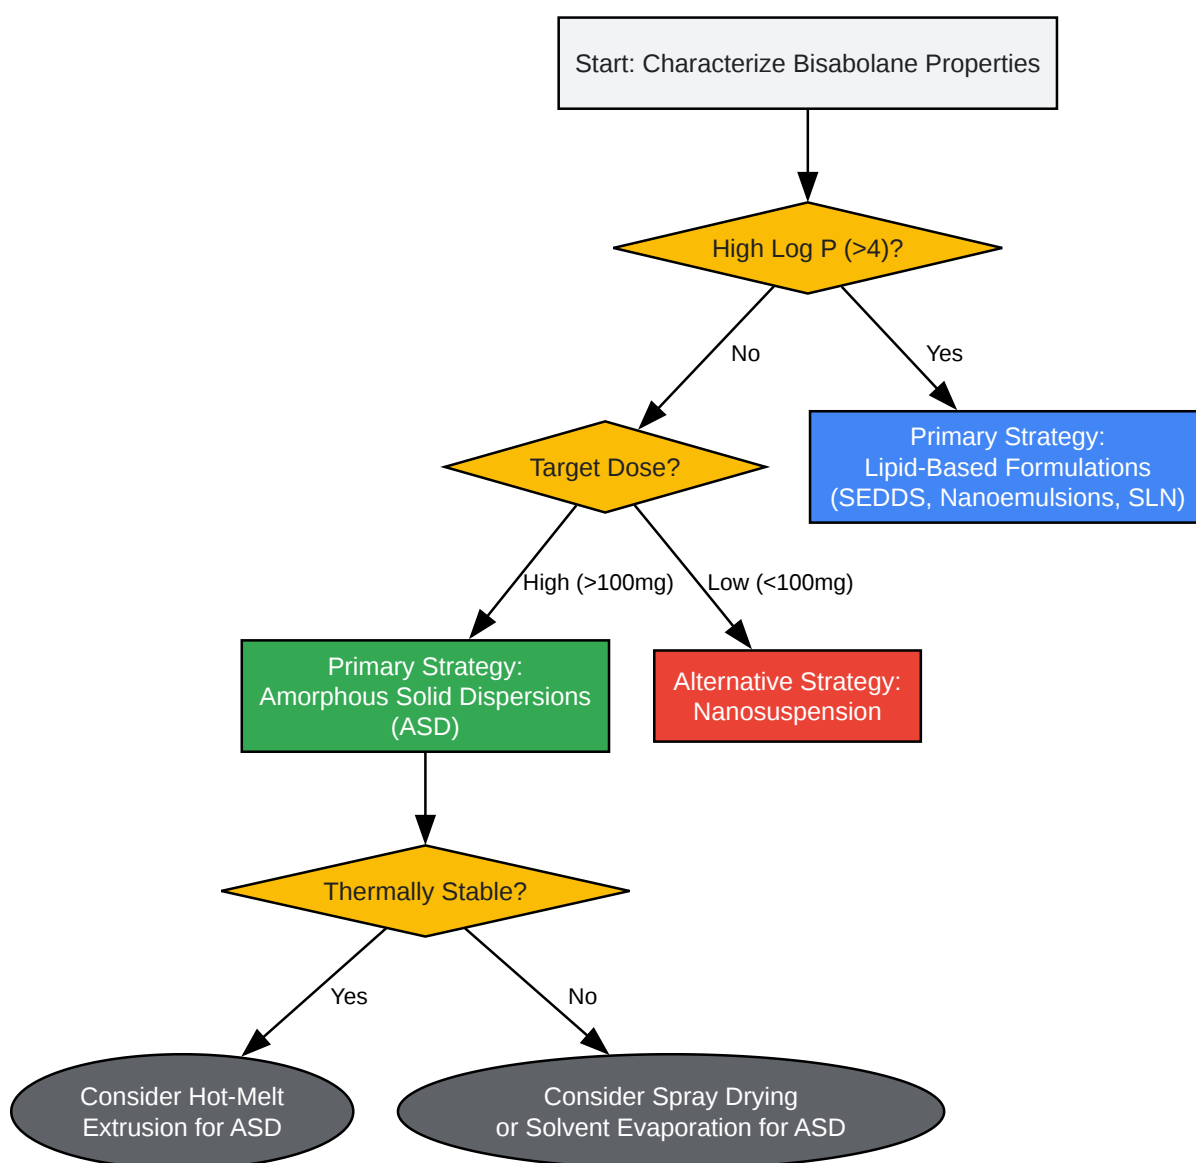 Start: Characterize Bisabolane Properties
High Log P (>4)?
No
Yes
Primary Strategy:
Lipid-Based Formulations
(SEDDS, Nanoemulsions, SLN)
Target Dose?
High (>100mg)
Low (<100mg)
Primary Strategy:
Amorphous Solid Dispersions
(ASD)
Alternative Strategy:
Nanosuspension
Thermally Stable?
Yes
No
Consider Hot-Melt
Extrusion for ASD
Consider Spray Drying
or Solvent Evaporation for ASD